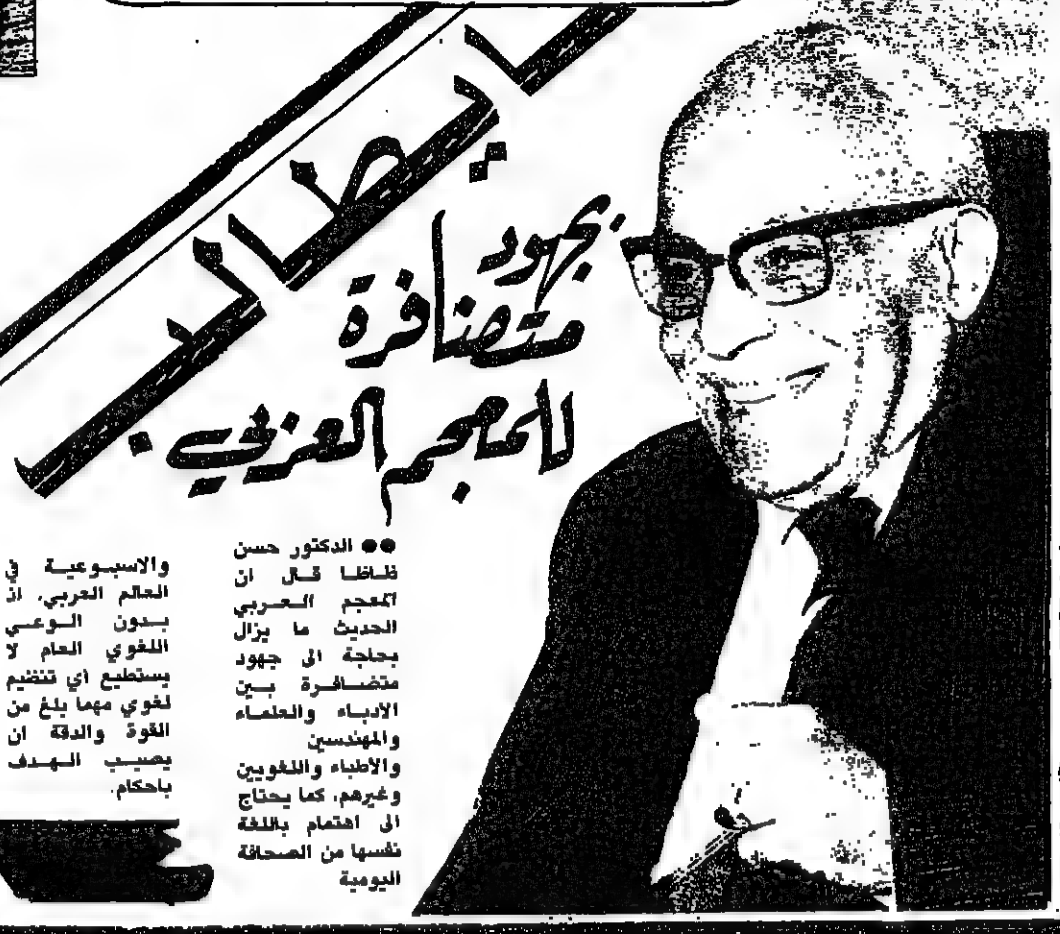 يطالب
بجهود
متضافرة
للمعجم العربي .
●● الدكتور حسن
ظاظا قال ان
المعجم العربي
الحديث ما يزال
بحاجة الى جهود
متضافرة بين
الادباء والعلماء
والمهندسين
والأطباء واللغويين
وغيرهم، كما يحتاج
الى اهتمام باللغة
نفسها من الصحافة
اليومية
والاسبوعية في
العالم العربي، ان
بدون الوعي
اللغوي العام لا
يستطيع أي تنظيم
لغوي مهما بلغ من
القوة والدقة ان
يصيب الهدف
باحكام.